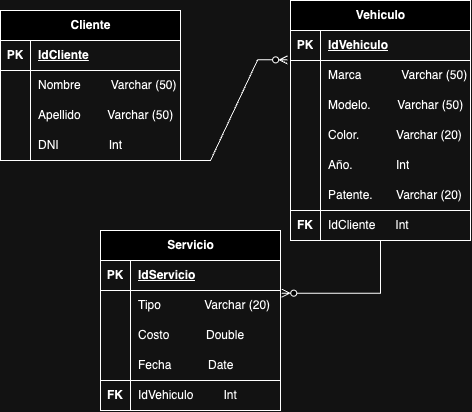 Cliente
PK IdCliente
Nombre Varchar (50)
Apellido Varchar (50)
DNI Int
Vehiculo
PK IdVehiculo
Marca Varchar (50)
Modelo. Varchar (50)
Color. Varchar (20)
Año. Int
Patente. Varchar (20)
FK IdCliente Int
Servicio
PK IdServicio
Tipo Varchar (20)
Costo Double
Fecha Date
FK IdVehiculo Int